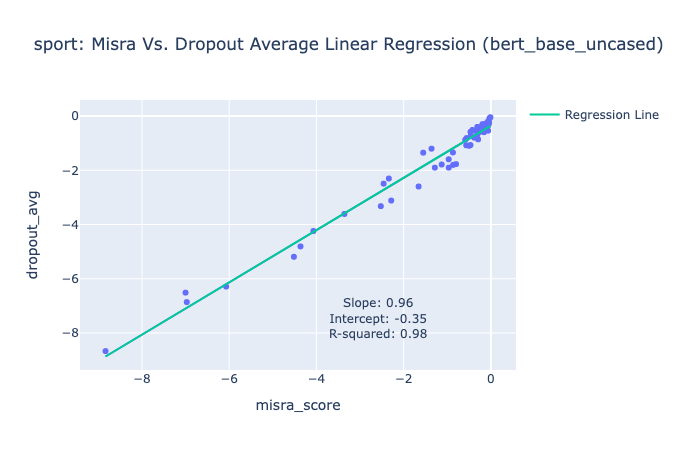 sport: Misra Vs. Dropout Average Linear Regression (bert_base_uncased)
Regression Line
0
−2
−4
−6
−8
dropout_avg
Slope: 0.96
Intercept: -0.35
R-squared: 0.98
−8
−6
−4
−2
0
misra_score